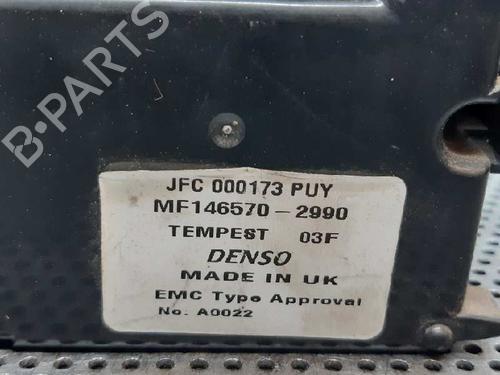 B-PARTS
JFC 000173 PUY
MF146570-2990
TEMPEST 03F
DENSO
MADE IN UK
EMC Type Approval
No. A0022